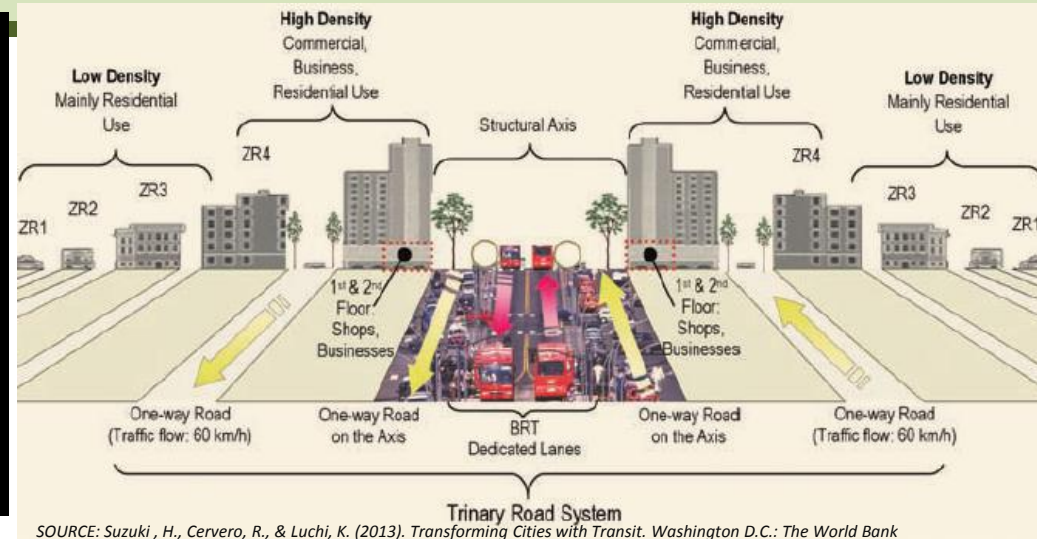 High Density
Commercial,
Business,
Residential Use
High Density
Commercial,
Business,
Residential Use
Low Density
Mainly Residential
Use
Low Density
Mainly Residential
Use
Structural Axis
ZR4
ZR3
ZR2
ZR1
ZR4
ZR3
ZR2
ZR1
1st & 2nd
Floor:
Shops,
Businesses
1st & 2nd
Floor:
Shops,
Businesses
One-way Road
(Traffic flow: 60 km/h)
One-way Road
on the Axis
BRT
Dedicated Lanes
One-way Road
on the Axis
One-way Road
(Traffic flow: 60 km/h)
Trinary Road System
SOURCE: Suzuki , H., Cervero, R., & Luchi, K. (2013). Transforming Cities with Transit. Washington D.C.: The World Bank